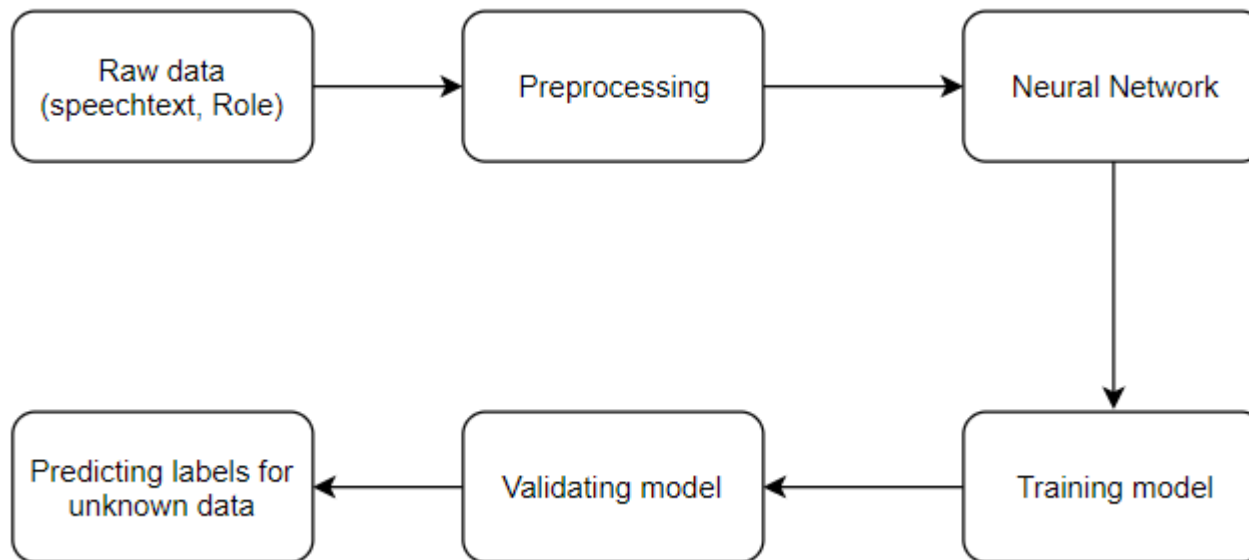 Raw data
(speechtext, Role)
Preprocessing
Neural Network
Training model
Validating model
Predicting labels for
unknown data